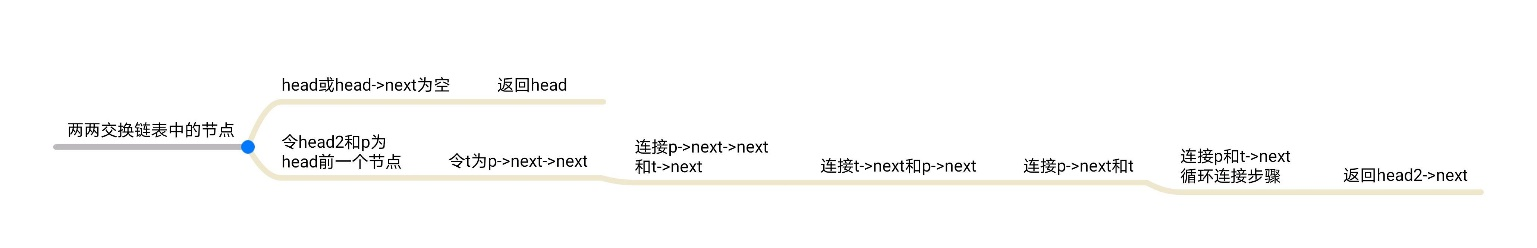 两两交换链表中的节点
head或head->next为空
返回head
令head2和p为
head前一个节点
令t为p->next->next
连接p->next->next
和t->next
连接t->next和p->next
连接p->next和t
连接p和t->next
循环连接步骤
返回head2->next